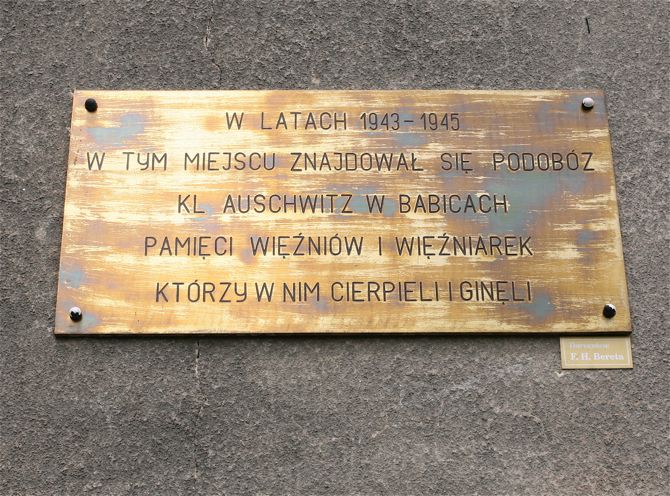 W LATACH 1943-1945
W TYM MIEJSCU ZNAJDOWAŁ SIĘ PODOBÓZ
KL AUSCHWITZ W BABICACH
PAMIĘCI WIĘŹNIÓW I WIĘŹNIAREK
KTÓRZY W NIM CIERPIELI I GINĘLI
F. H. Bereta